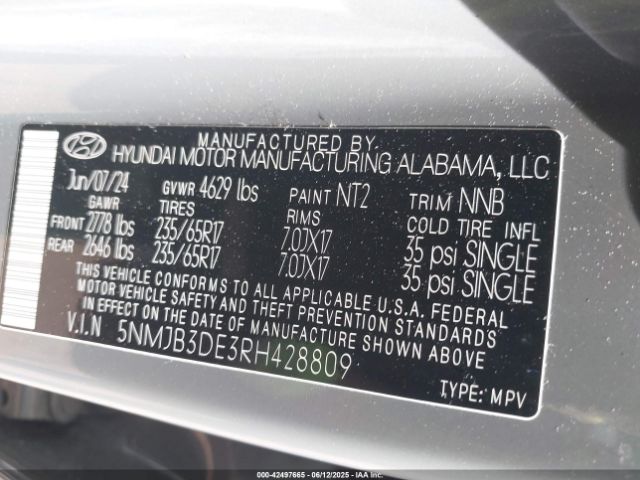 MANUFACTURED BY
HYUNDAI MOTOR MANUFACTURING ALABAMA, LLC
Jun/07/24 GVWR 4629 lbs PAINT NT2 TRIM NNB
GAWR TIRES RIMS COLD TIRE INFL
FRONT 2778 lbs 235/65R17 7.0JX17 35 psi SINGLE
REAR 2646 lbs 235/65R17 7.0JX17 35 psi SINGLE
THIS VEHICLE CONFORMS TO ALL APPLICABLE U.S.A. FEDERAL
MOTOR VEHICLE SAFETY AND THEFT PREVENTION STANDARDS
IN EFFECT ON THE DATE OF MANUFACTURE SHOWN ABOVE.
V.I.N 5NMJB3DE3RH428809
TYPE: MPV
000-42497665 - 06/12/2025 - IAAI.com